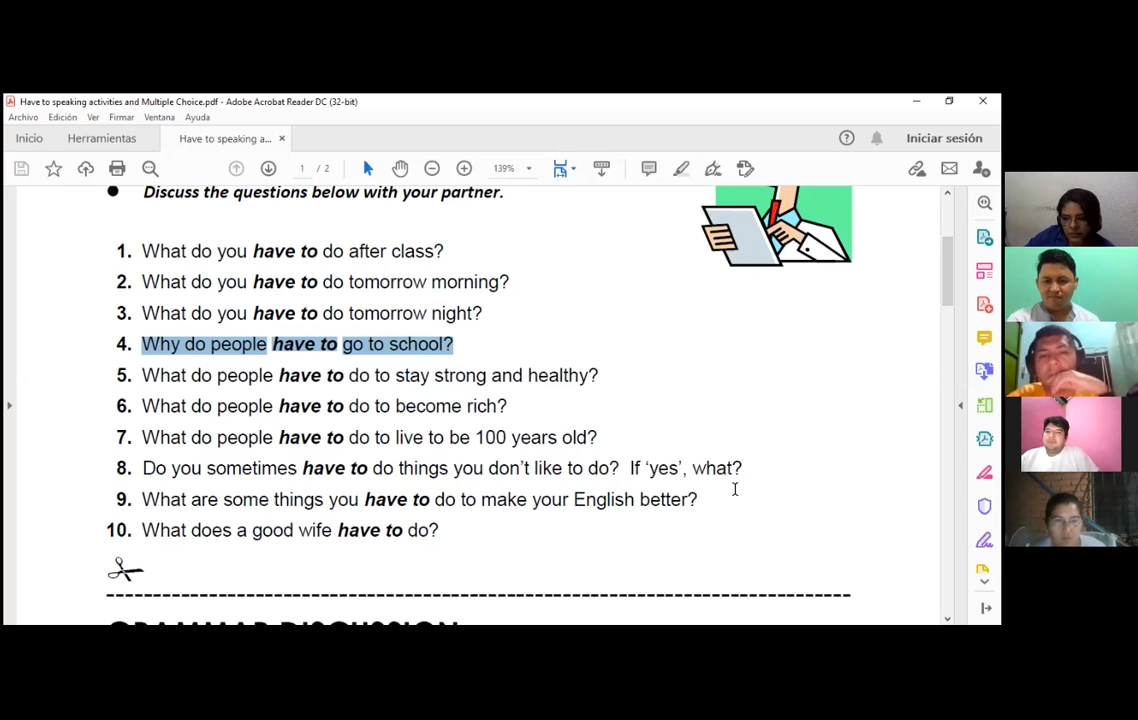 Have to speaking activities and Multiple Choice.pdf - Adobe Acrobat Reader DC (32-bit)
Archivo Edición Ver Firmar Ventana Ayuda
Inicio Herramientas Have to speaking a... × Iniciar sesión
1 / 2 139%
● Discuss the questions below with your partner.
1. What do you have to do after class?
2. What do you have to do tomorrow morning?
3. What do you have to do tomorrow night?
4. Why do people have to go to school?
5. What do people have to do to stay strong and healthy?
6. What do people have to do to become rich?
7. What do people have to do to live to be 100 years old?
8. Do you sometimes have to do things you don't like to do? If 'yes', what?
9. What are some things you have to do to make your English better?
10. What does a good wife have to do?
GRAMMAR DISCUSSION